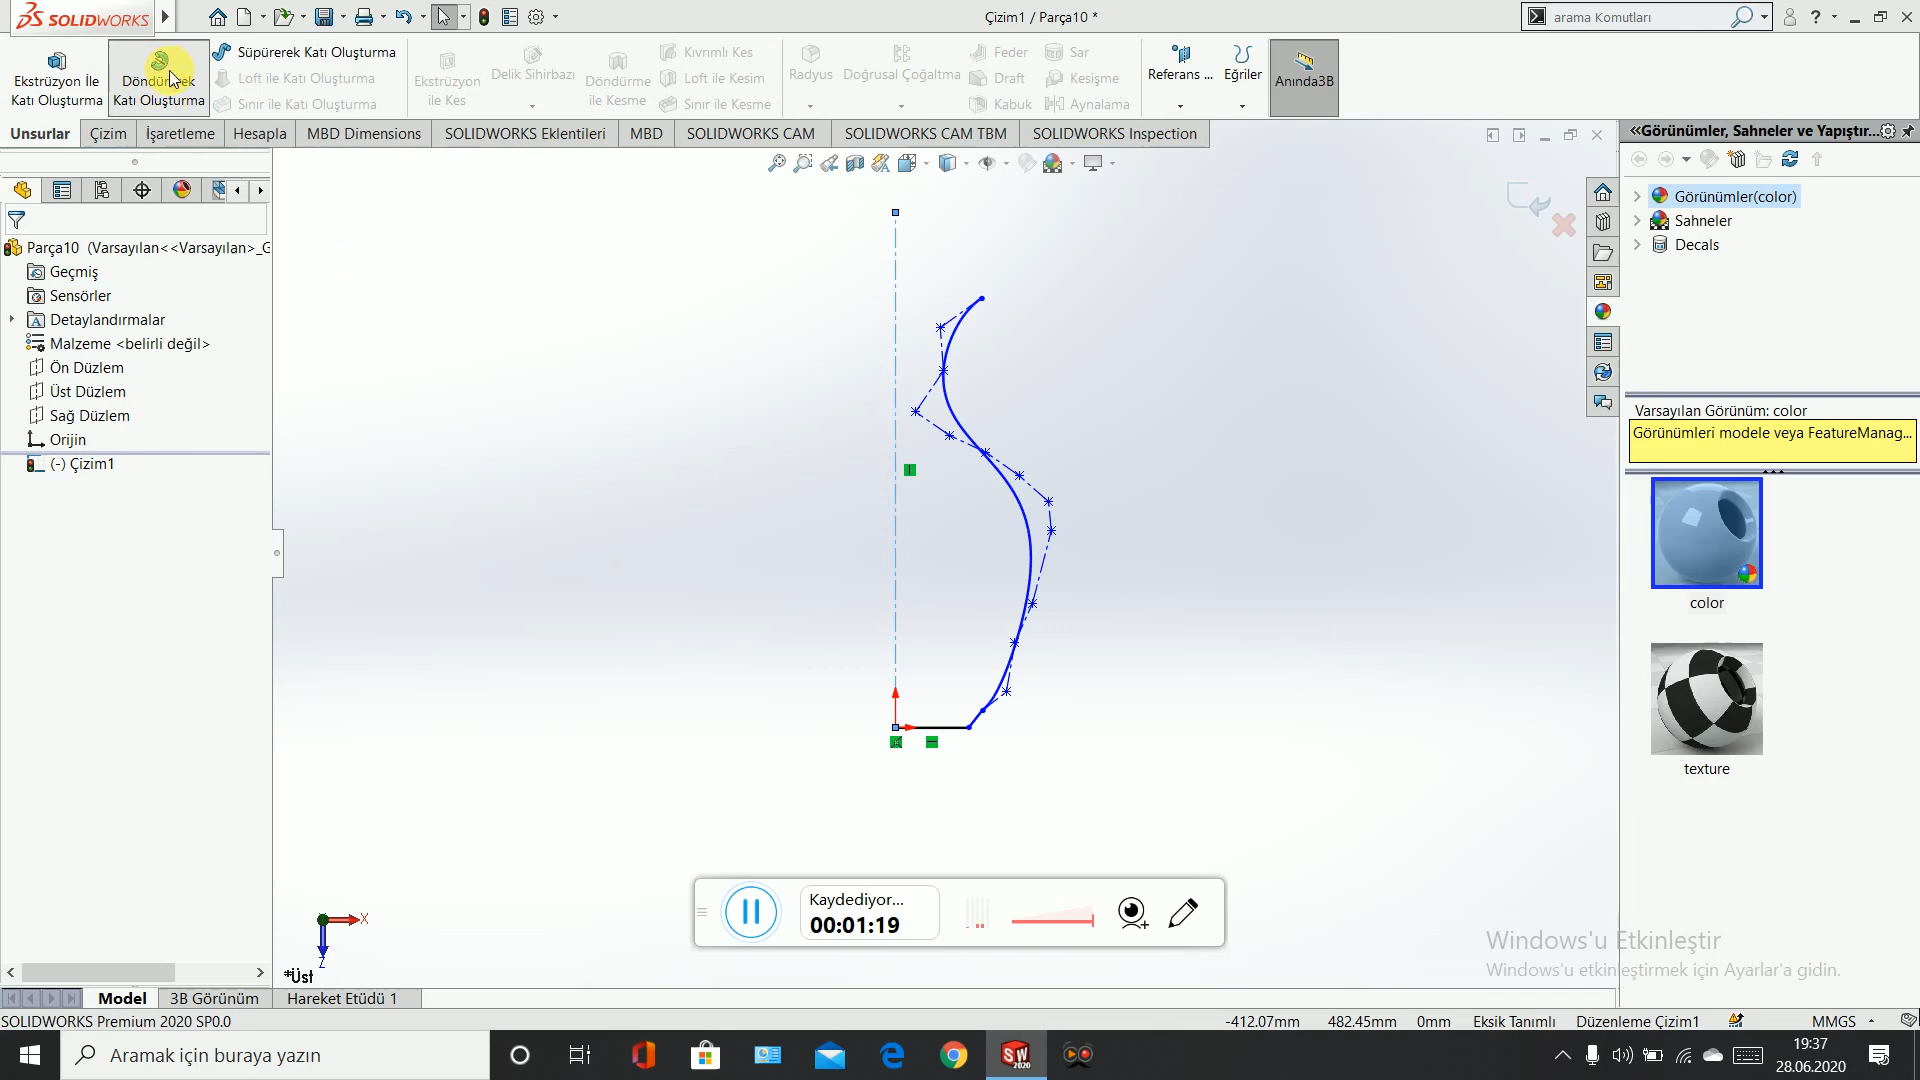 SOLIDWORKS
Çizim1 / Parça10 *
arama Komutları
Ekstrüzyon İle
Katı Oluşturma
Katı Oluşturma
Süpürerek Katı Oluşturma
Loft ile Katı Oluşturma
Sınır ile Katı Oluşturma
Ekstrüzyon
ile Kes
Delik Sihirbazı
Döndürme
ile Kesme
Kıvrımlı Kes
Loft ile Kesim
Sınır ile Kesme
Radyus
Doğrusal Çoğaltma
Feder
Draft
Kabuk
Sar
Kesişme
Aynalama
Referans ...
Eğriler
Anında3B
Unsurlar
Çizim
İşaretleme
Hesapla
MBD Dimensions
SOLIDWORKS Eklentileri
MBD
SOLIDWORKS CAM
SOLIDWORKS CAM TBM
SOLIDWORKS Inspection
Parça10 (Varsayılan<<Varsayılan>_G
Geçmiş
Sensörler
Detaylandırmalar
Malzeme <belirli değil>
Ön Düzlem
Üst Düzlem
Sağ Düzlem
Orijin
(-) Çizim1
X
Z
*Üst
Görünümler, Sahneler ve Yapıştır...
Görünümler(color)
Sahneler
Decals
Varsayılan Görünüm: color
Görünümleri modele veya FeatureManag...
color
texture
Kaydediyor...
00:01:19
Windows'u Etkinleştir
Windows'u etkinleştirmek için Ayarlar'a gidin.
Model
3B Görünüm
Hareket Etüdü 1
SOLIDWORKS Premium 2020 SP0.0
-412.07mm
482.45mm
0mm
Eksik Tanımlı
Düzenleme Çizim1
MMGS
Aramak için buraya yazın
SW
2020
19:37
28.06.2020